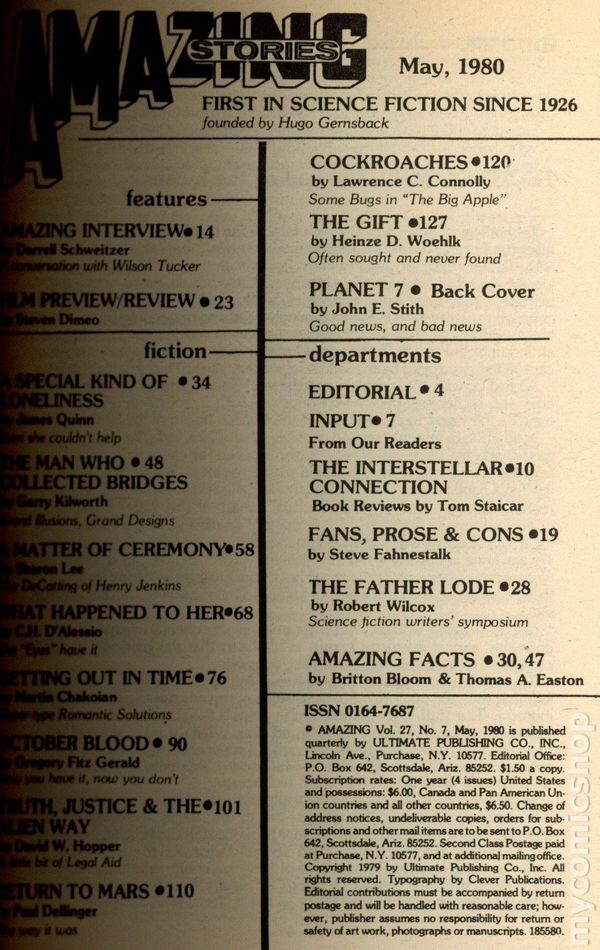 AMAZING
STORIES
May, 1980
FIRST IN SCIENCE FICTION SINCE 1926
founded by Hugo Gernsback
features
AMAZING INTERVIEW • 14
by Darrell Schweitzer
A conversation with Wilson Tucker
FILM PREVIEW/REVIEW • 23
by Steven Dimeo
fiction
A SPECIAL KIND OF • 34
LONELINESS
by James Quinn
she couldn't help
THE MAN WHO • 48
COLLECTED BRIDGES
by Garry Kilworth
Grand Illusions, Grand Designs
A MATTER OF CEREMONY • 58
by Sharon Lee
The DeCatting of Henry Jenkins
WHAT HAPPENED TO HER • 68
by C.H. D'Alessio
"Eyes" have it
GETTING OUT IN TIME • 76
by Martin Chakoian
type Romantic Solutions
OCTOBER BLOOD • 90
by Gregory Fitz Gerald
Now you have it, now you don't
TRUTH, JUSTICE & THE • 101
ALIEN WAY
by David W. Hopper
A little bit of Legal Aid
RETURN TO MARS • 110
by Paul Dellinger
The way it was
COCKROACHES • 120
by Lawrence C. Connolly
Some Bugs in "The Big Apple"
THE GIFT • 127
by Heinze D. Woehlk
Often sought and never found
PLANET 7 • Back Cover
by John E. Stith
Good news, and bad news
departments
EDITORIAL • 4
INPUT • 7
From Our Readers
THE INTERSTELLAR • 10
CONNECTION
Book Reviews by Tom Staicar
FANS, PROSE & CONS • 19
by Steve Fahnestalk
THE FATHER LODE • 28
by Robert Wilcox
Science fiction writers' symposium
AMAZING FACTS • 30, 47
by Britton Bloom & Thomas A. Easton
ISSN 0164-7687
© AMAZING Vol. 27, No. 7, May, 1980 is published
quarterly by ULTIMATE PUBLISHING CO., INC.,
Lincoln Ave., Purchase, N.Y. 10577. Editorial Office:
P.O. Box 642, Scottsdale, Ariz. 85252. $1.50 a copy.
Subscription rates: One year (4 issues) United States
and possessions: $6.00, Canada and Pan American Un-
ion countries and all other countries, $6.50. Change of
address notices, undeliverable copies, orders for sub-
scriptions and other mail items are to be sent to P.O. Box
642, Scottsdale, Ariz. 85252. Second Class Postage paid
at Purchase, N.Y. 10577, and at additional mailing office.
Copyright 1979 by Ultimate Publishing Co., Inc. All
rights reserved. Typography by Clever Publications.
Editorial contributions must be accompanied by return
postage and will be handled with reasonable care; how-
ever, publisher assumes no responsibility for return or
safety of art work, photographs or manuscripts. 185580.
mycomicshop